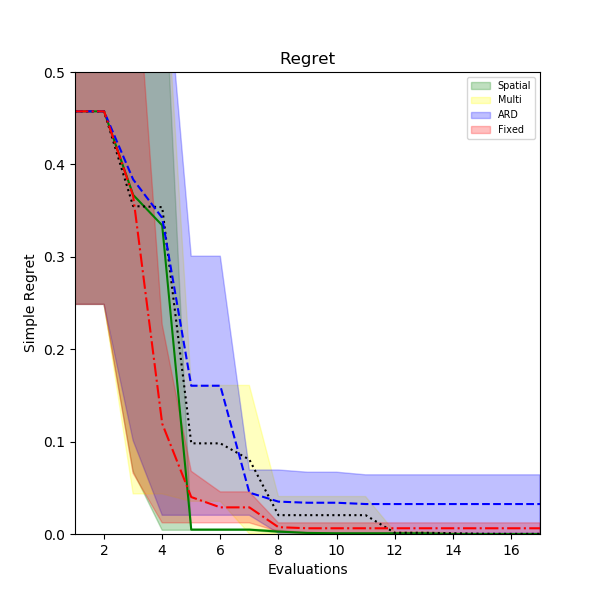 Regret
Simple Regret
0.5
0.4
0.3
0.2
0.1
0.0
Spatial
Multi
ARD
Fixed
2 4 6 8 10 12 14 16
Evaluations